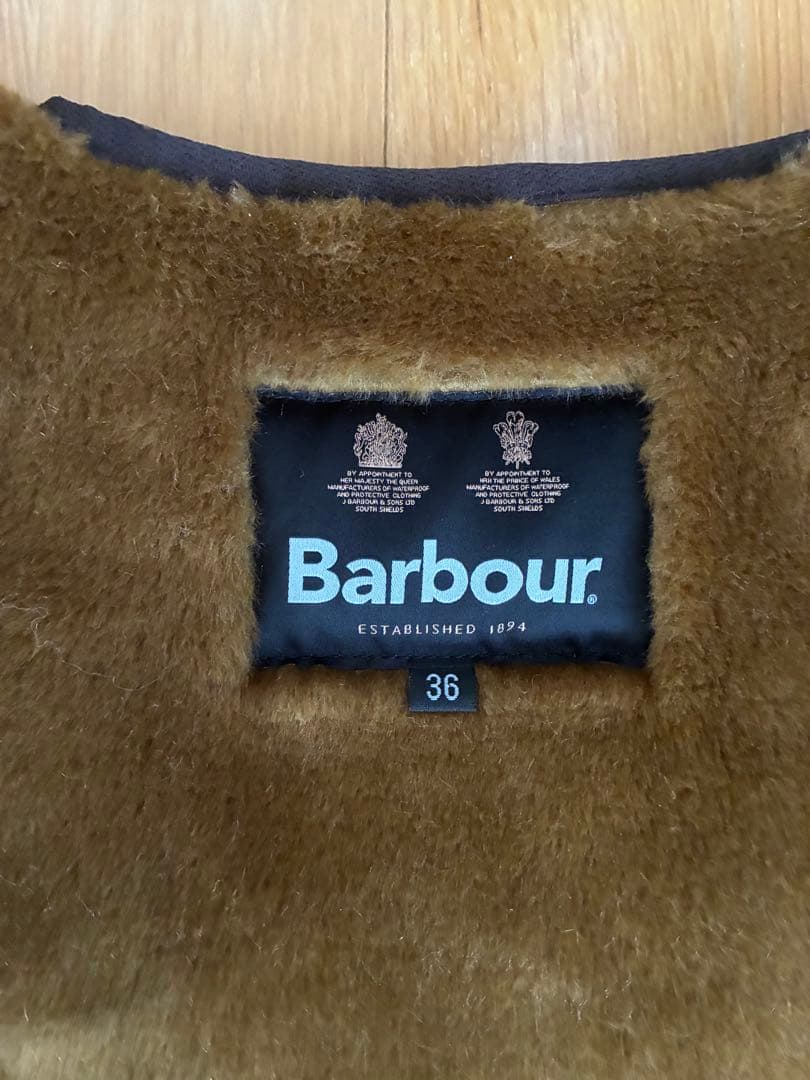 BY APPOINTMENT TO
HER MAJESTY THE QUEEN
MANUFACTURERS OF WATERPROOF
AND PROTECTIVE CLOTHING
J BARBOUR & SONS LTD
SOUTH SHIELDS
BY APPOINTMENT TO
HRH THE PRINCE OF WALES
MANUFACTURERS OF WATERPROOF
AND PROTECTIVE CLOTHING
J BARBOUR & SONS LTD
SOUTH SHIELDS
Barbour®
ESTABLISHED 1894
36